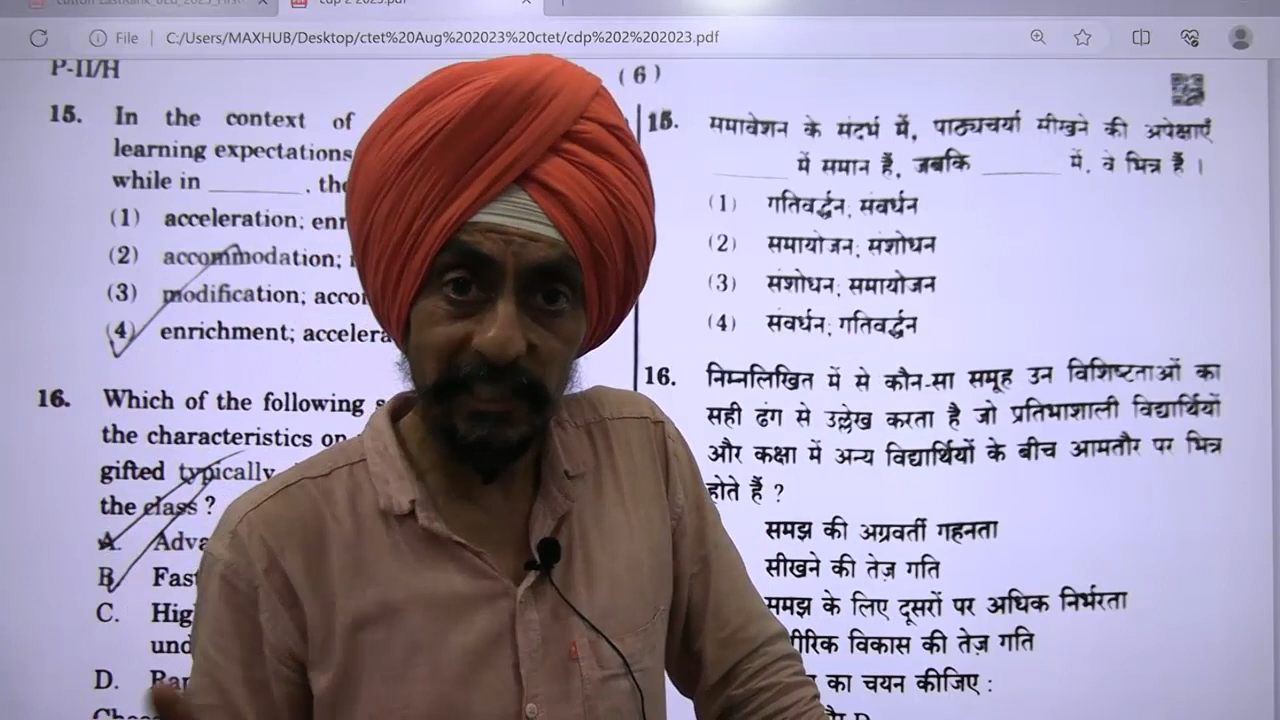 cdp 2 2023.pdf
File
C:/Users/MAXHUB/Desktop/ctet%20Aug%202023%20ctet/cdp%202%202023.pdf
P-II/H
(6)
15. In the context of
learning expectations
while in ________, the
(1) acceleration; enr
(2) accommodation;
(3) modification; acco
(4) enrichment; accelera
16. Which of the following s
the characteristics
gifted typically
the class ?
A. Adva
B. Fas
C. Hig
und
D. Rap
15. समावेशन के संदर्भ में, पाठ्यचर्या सीखने की अपेक्षाएँ
________ में समान हैं, जबकि ________ में, वे भिन्न हैं ।
(1) गतिवर्द्धन; संवर्धन
(2) समायोजन; संशोधन
(3) संशोधन; समायोजन
(4) संवर्धन; गतिवर्द्धन
16. निम्नलिखित में से कौन-सा समूह उन विशिष्टताओं का
सही ढंग से उल्लेख करता है जो प्रतिभाशाली विद्यार्थियों
और कक्षा में अन्य विद्यार्थियों के बीच आमतौर पर भिन्न
होते हैं ?
समझ की अग्रवर्ती गहनता
सीखने की तेज़ गति
समझ के लिए दूसरों पर अधिक निर्भरता
रीरिक विकास की तेज़ गति
का चयन कीजिए :